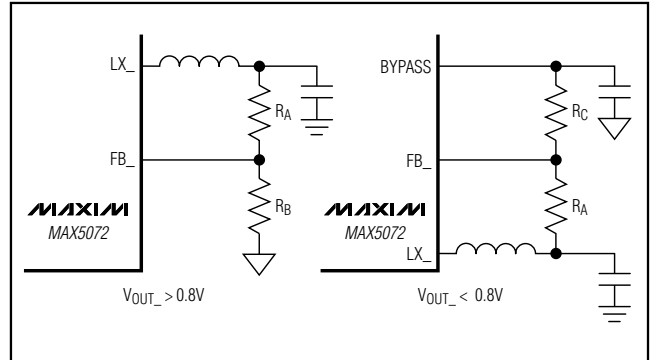 LX_
RA
FB_
RB
MAXIM
MAX5072
VOUT_ > 0.8V
BYPASS
RC
FB_
RA
MAXIM
MAX5072
LX_
VOUT_ < 0.8V